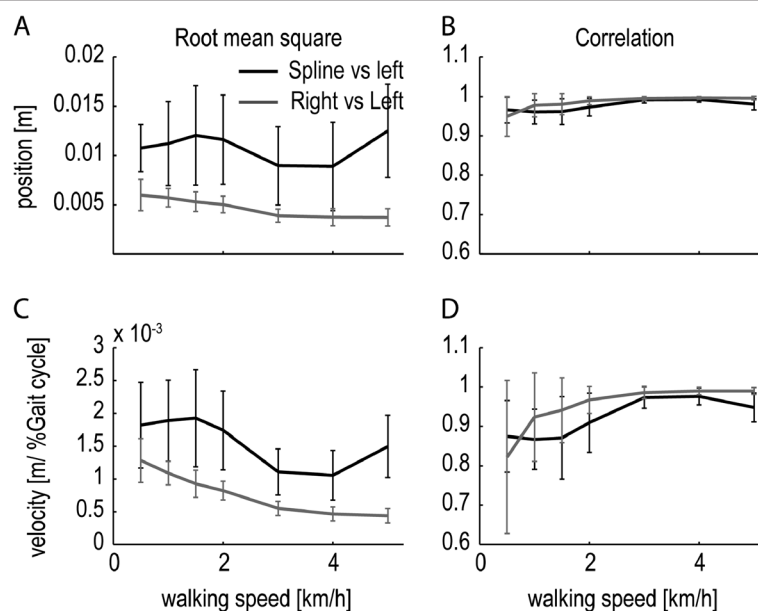 A
Root mean square
B
Correlation
0.02
0.015
0.01
0.005
position [m]
Spline vs left
Right vs Left
1.1
1
0.9
0.8
0.7
0.6
C
x 10-3
D
3
2.5
2
1.5
1
0.5
0
velocity [m/ %Gait cycle]
1.1
1
0.9
0.8
0.7
0.6
0 2 4
0 2 4
walking speed [km/h]
walking speed [km/h]